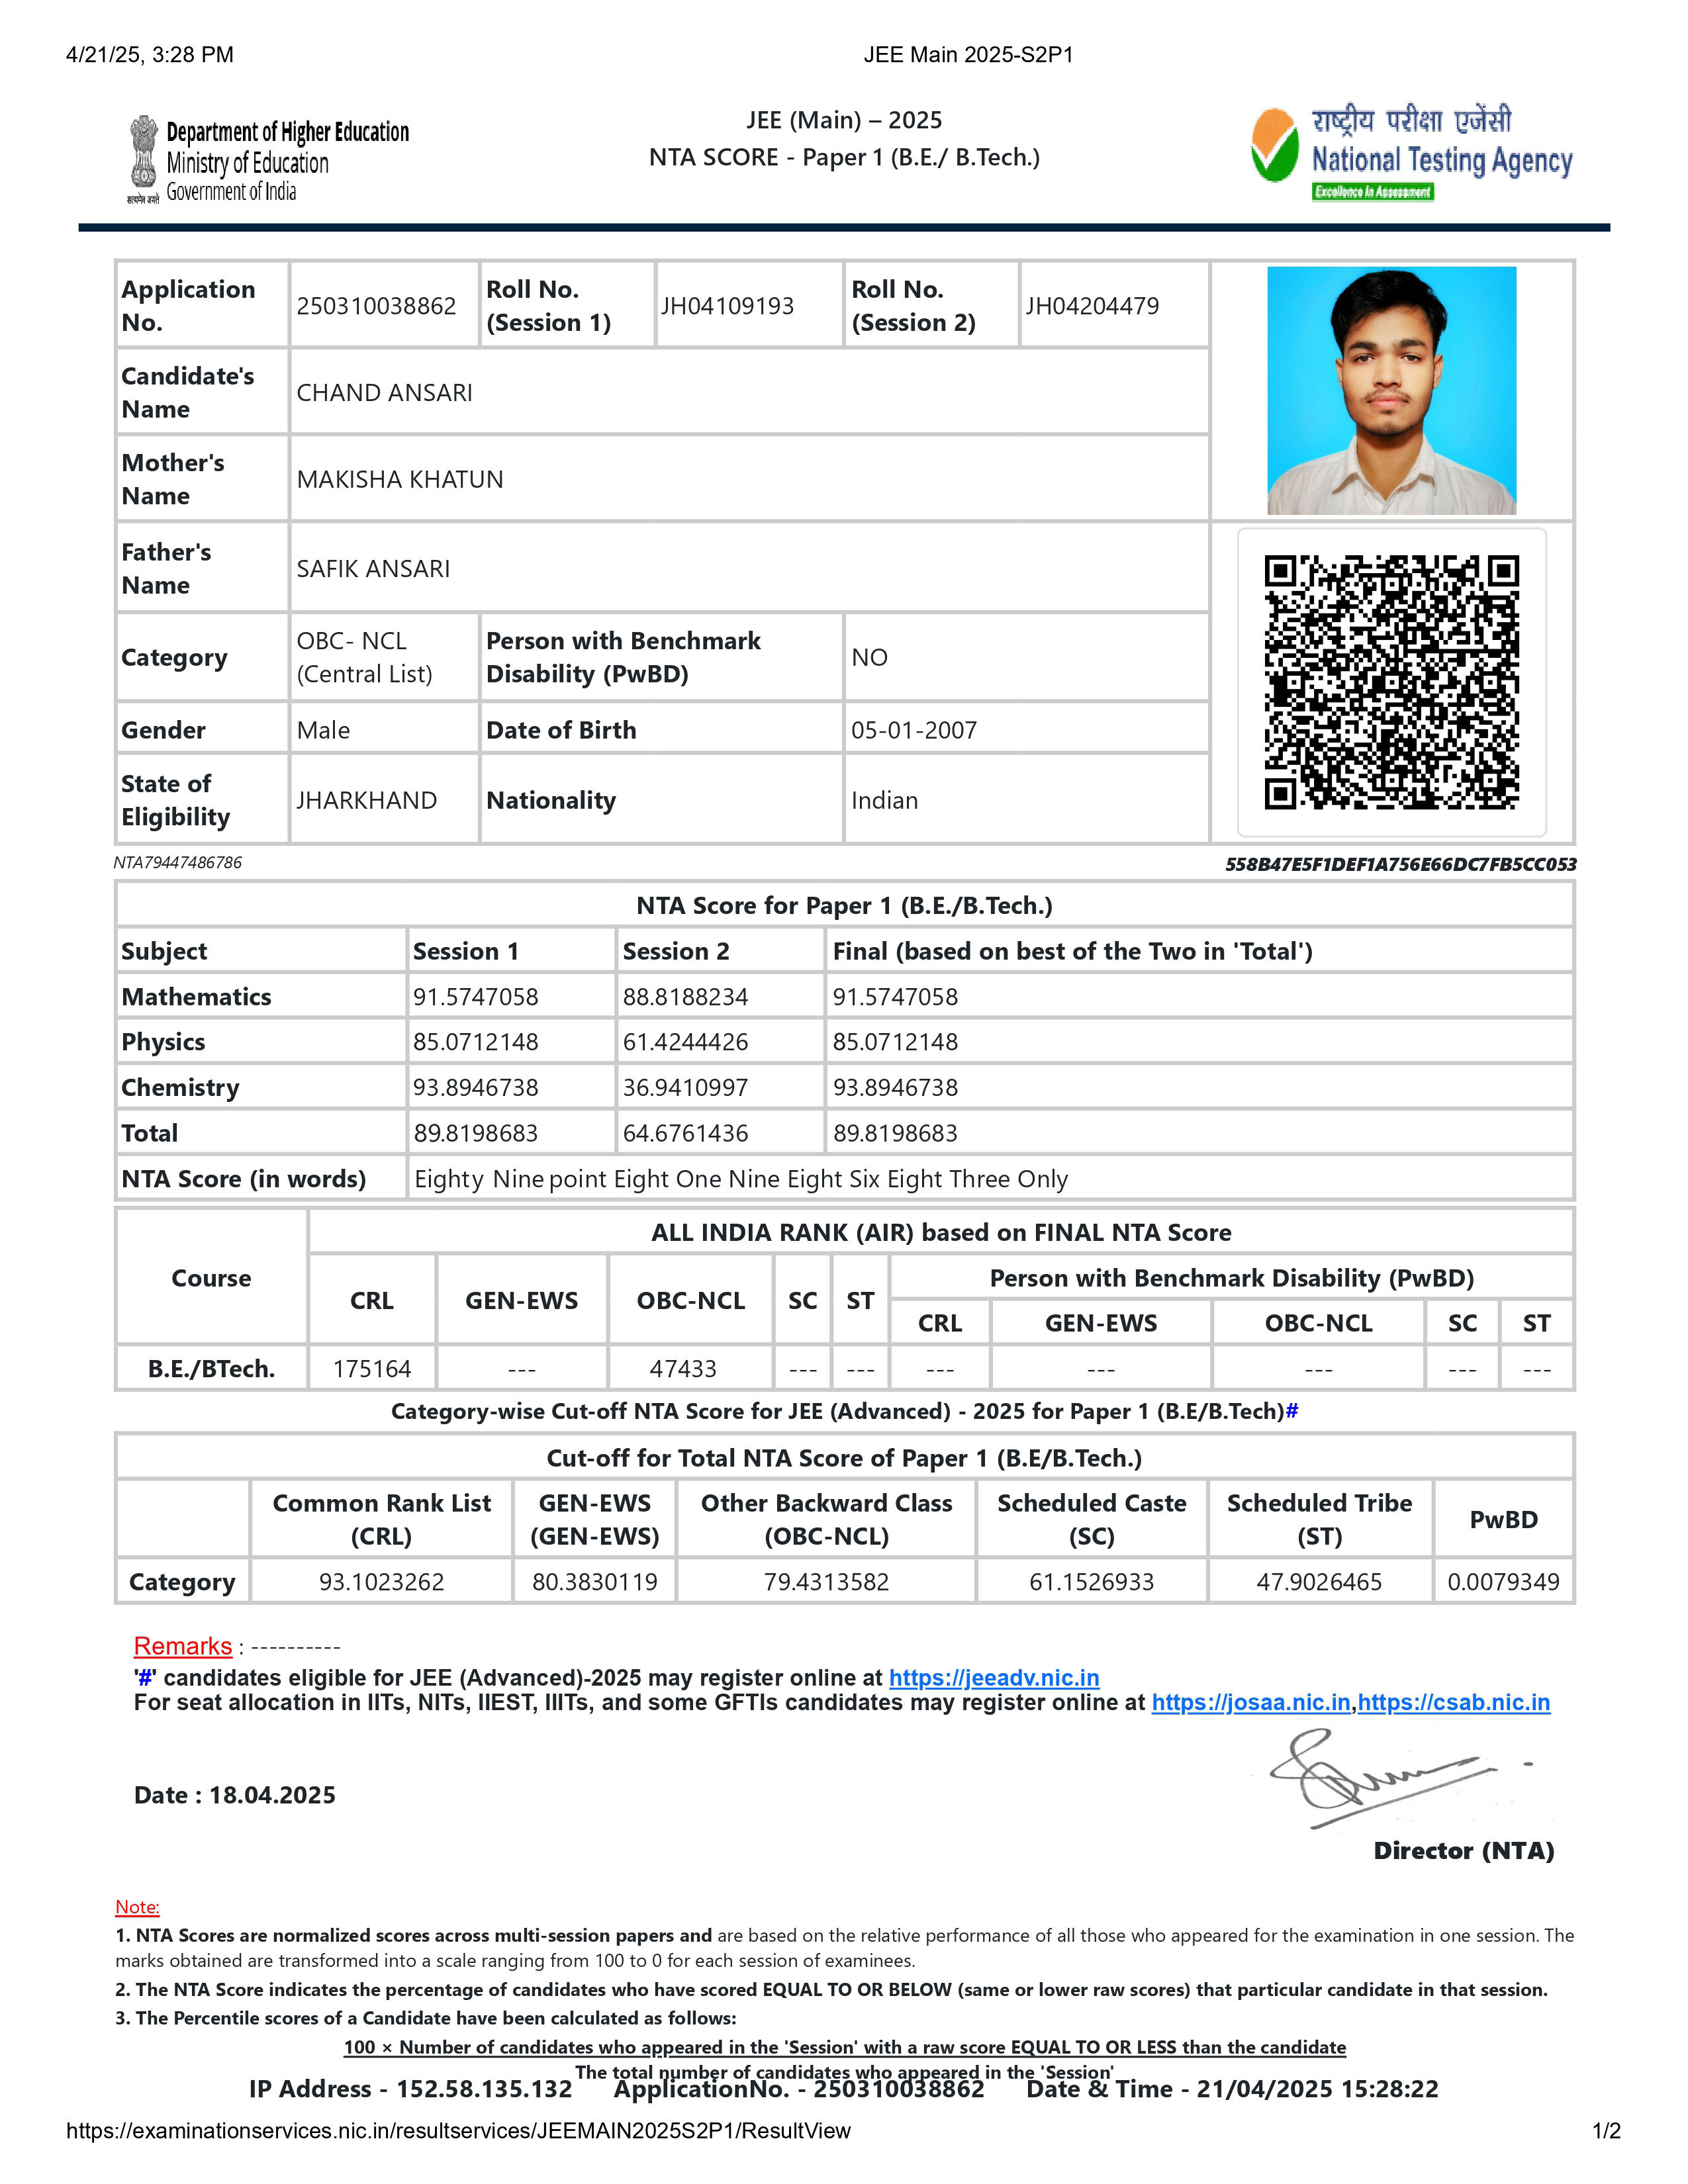 4/21/25, 3:28 PM JEE Main 2025-S2P1
Department of Higher Education
Ministry of Education
Government of India
सत्यमेव जयते
JEE (Main) – 2025
NTA SCORE - Paper 1 (B.E./ B.Tech.)
राष्ट्रीय परीक्षा एजेंसी
National Testing Agency
Excellence In Assessment
Application No. 250310038862 Roll No. (Session 1) JH04109193 Roll No. (Session 2) JH04204479
Candidate's Name CHAND ANSARI
Mother's Name MAKISHA KHATUN
Father's Name SAFIK ANSARI
Category OBC- NCL (Central List) Person with Benchmark Disability (PwBD) NO
Gender Male Date of Birth 05-01-2007
State of Eligibility JHARKHAND Nationality Indian
NTA79447486786 558B47E5F1DEF1A756E66DC7FB5CC053
NTA Score for Paper 1 (B.E./B.Tech.)
Subject Session 1 Session 2 Final (based on best of the Two in 'Total')
Mathematics 91.5747058 88.8188234 91.5747058
Physics 85.0712148 61.4244426 85.0712148
Chemistry 93.8946738 36.9410997 93.8946738
Total 89.8198683 64.6761436 89.8198683
NTA Score (in words) Eighty Nine point Eight One Nine Eight Six Eight Three Only
Course ALL INDIA RANK (AIR) based on FINAL NTA Score
CRL GEN-EWS OBC-NCL SC ST Person with Benchmark Disability (PwBD)
CRL GEN-EWS OBC-NCL SC ST
B.E./BTech. 175164 --- 47433 --- --- --- --- --- --- ---
Category-wise Cut-off NTA Score for JEE (Advanced) - 2025 for Paper 1 (B.E/B.Tech)#
Cut-off for Total NTA Score of Paper 1 (B.E/B.Tech.)
Common Rank List (CRL) GEN-EWS (GEN-EWS) Other Backward Class (OBC-NCL) Scheduled Caste (SC) Scheduled Tribe (ST) PwBD
Category 93.1023262 80.3830119 79.4313582 61.1526933 47.9026465 0.0079349
Remarks : ----------
'#' candidates eligible for JEE (Advanced)-2025 may register online at https://jeeadv.nic.in
For seat allocation in IITs, NITs, IIEST, IIITs, and some GFTIs candidates may register online at https://josaa.nic.in,https://csab.nic.in
Date : 18.04.2025
Director (NTA)
Note:
1. NTA Scores are normalized scores across multi-session papers and are based on the relative performance of all those who appeared for the examination in one session. The
marks obtained are transformed into a scale ranging from 100 to 0 for each session of examinees.
2. The NTA Score indicates the percentage of candidates who have scored EQUAL TO OR BELOW (same or lower raw scores) that particular candidate in that session.
3. The Percentile scores of a Candidate have been calculated as follows:
100 × Number of candidates who appeared in the 'Session' with a raw score EQUAL TO OR LESS than the candidate
The total number of candidates who appeared in the 'Session'
IP Address - 152.58.135.132 ApplicationNo. - 250310038862 Date & Time - 21/04/2025 15:28:22
https://examinationservices.nic.in/resultservices/JEEMAIN2025S2P1/ResultView 1/2